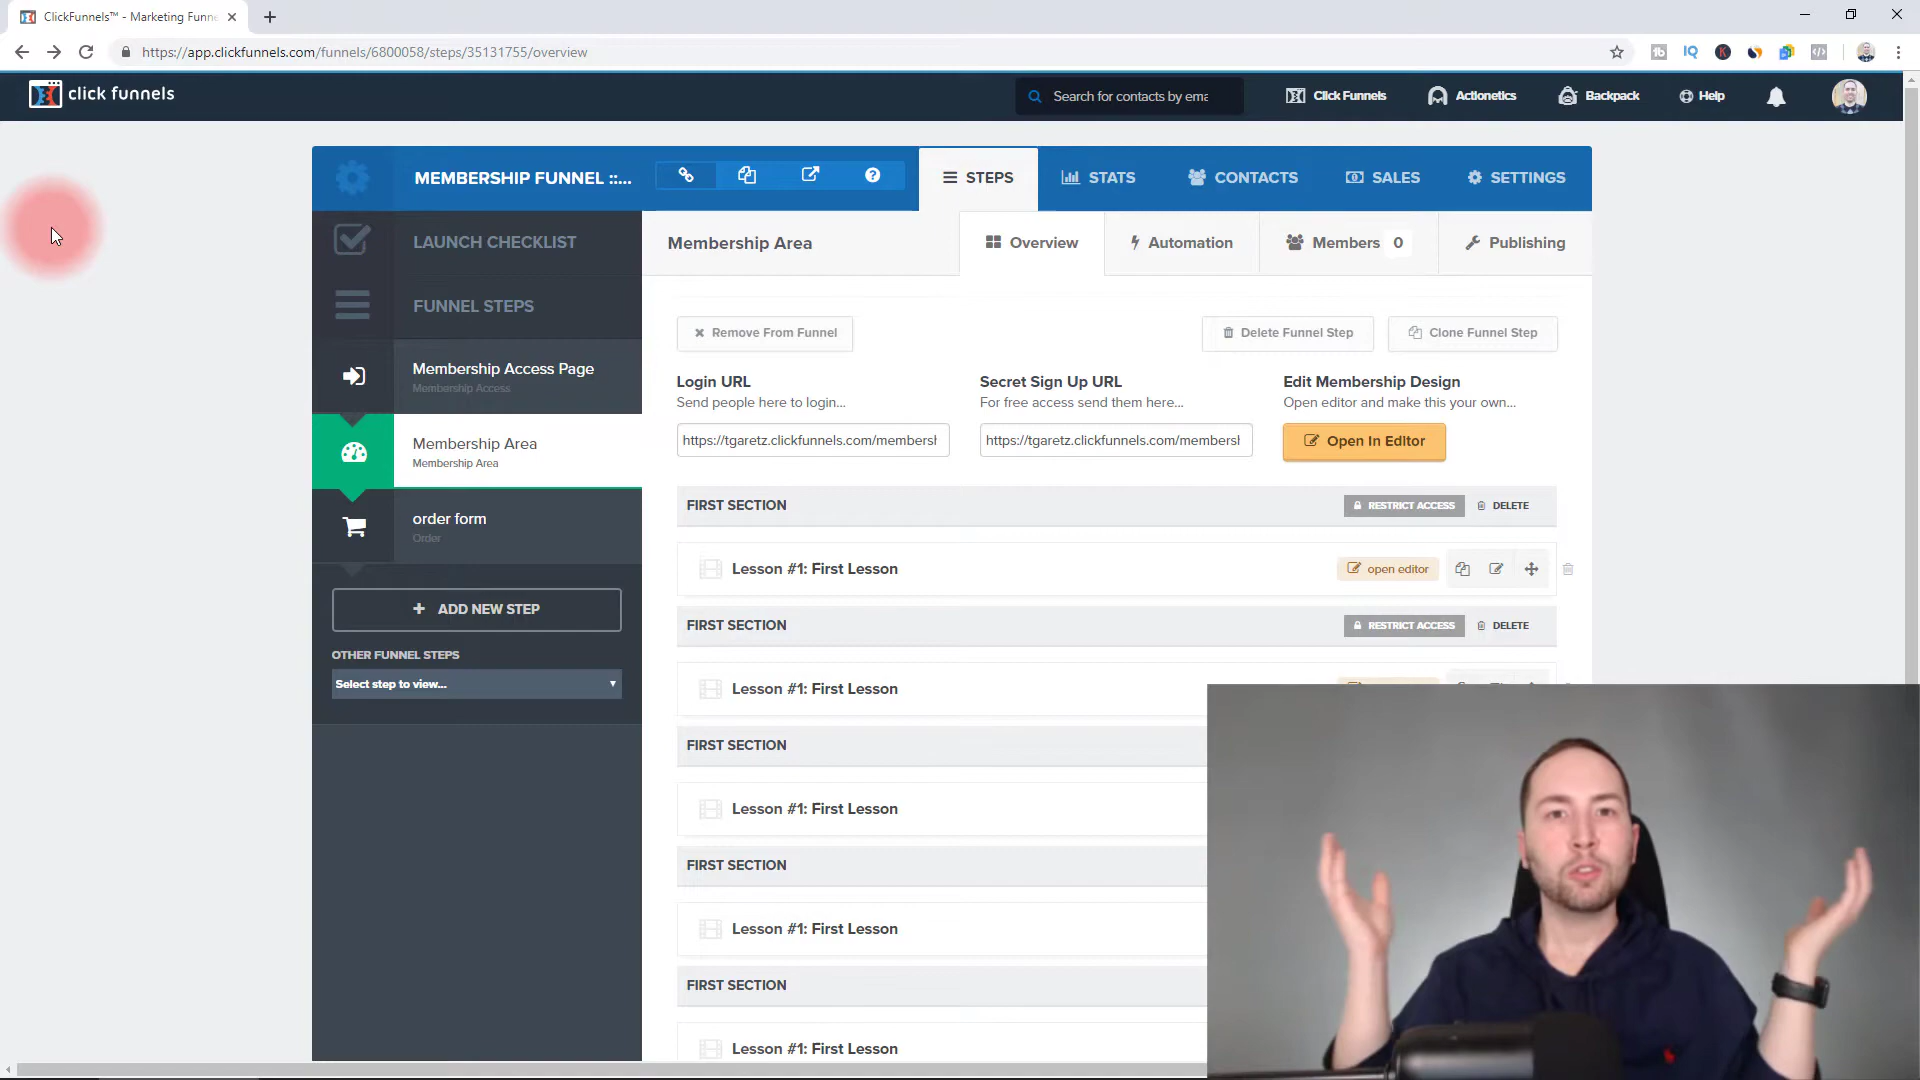 ClickFunnels™ - Marketing Funne
https://app.clickfunnels.com/funnels/6800058/steps/35131755/overview
click funnels
Search for contacts by ema
Click Funnels
Actionetics
Backpack
Help
MEMBERSHIP FUNNEL ::...
STEPS
STATS
CONTACTS
SALES
SETTINGS
LAUNCH CHECKLIST
Membership Area
Overview
Automation
Members 0
Publishing
FUNNEL STEPS
Remove From Funnel
Delete Funnel Step
Clone Funnel Step
Membership Access Page
Membership Access
Login URL
Send people here to login...
https://tgaretz.clickfunnels.com/members
Secret Sign Up URL
For free access send them here...
https://tgaretz.clickfunnels.com/members
Edit Membership Design
Open editor and make this your own...
Open In Editor
Membership Area
Membership Area
order form
Order
ADD NEW STEP
OTHER FUNNEL STEPS
Select step to view...
FIRST SECTION
RESTRICT ACCESS
DELETE
Lesson #1: First Lesson
open editor
FIRST SECTION
RESTRICT ACCESS
DELETE
Lesson #1: First Lesson
FIRST SECTION
Lesson #1: First Lesson
FIRST SECTION
Lesson #1: First Lesson
FIRST SECTION
Lesson #1: First Lesson